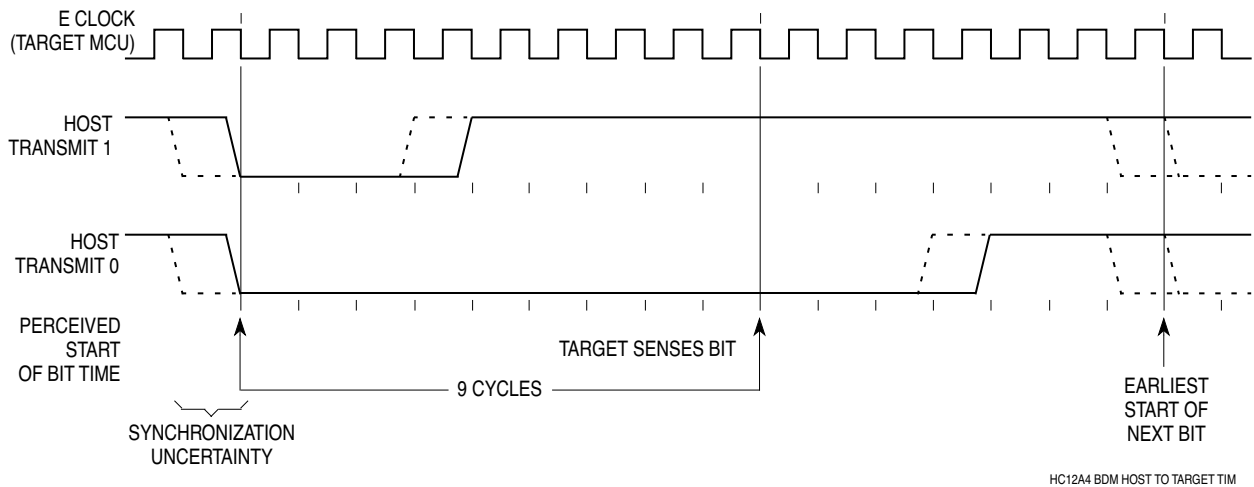 E CLOCK
(TARGET MCU)
HOST
TRANSMIT 1
HOST
TRANSMIT 0
PERCEIVED
START
OF BIT TIME
TARGET SENSES BIT
9 CYCLES
EARLIEST
START OF
NEXT BIT
SYNCHRONIZATION
UNCERTAINTY
HC12A4 BDM HOST TO TARGET TIM